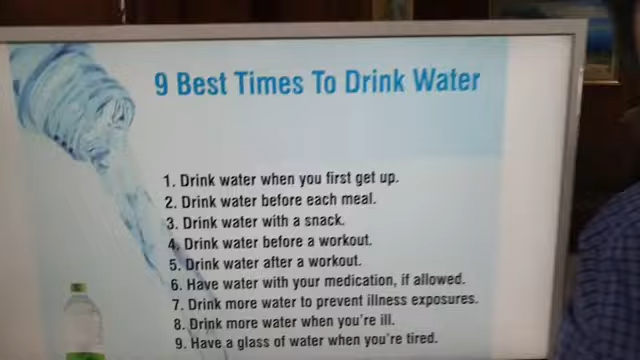 9 Best Times To Drink Water
1. Drink water when you first get up.
2. Drink water before each meal.
3. Drink water with a snack.
4. Drink water before a workout.
5. Drink water after a workout.
6. Have water with your medication, if allowed.
7. Drink more water to prevent illness exposures.
8. Drink more water when you're ill.
9. Have a glass of water when you're tired.